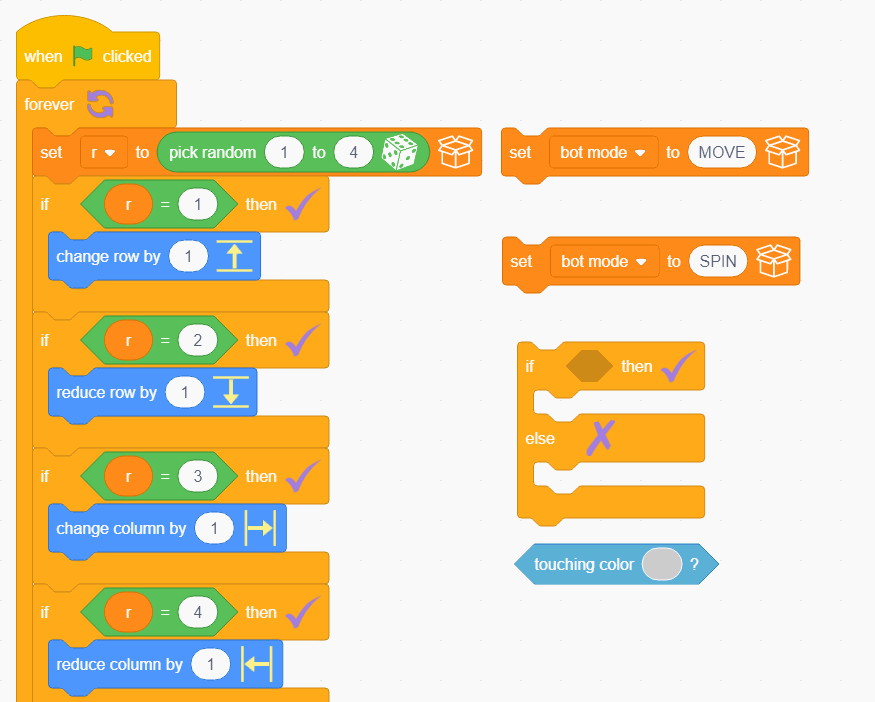 when clicked
forever
set r to pick random 1 to 4
if r = 1 then
change row by 1
if r = 2 then
reduce row by 1
if r = 3 then
change column by 1
if r = 4 then
reduce column by 1
set bot mode to MOVE
set bot mode to SPIN
if then
else
touching color ?